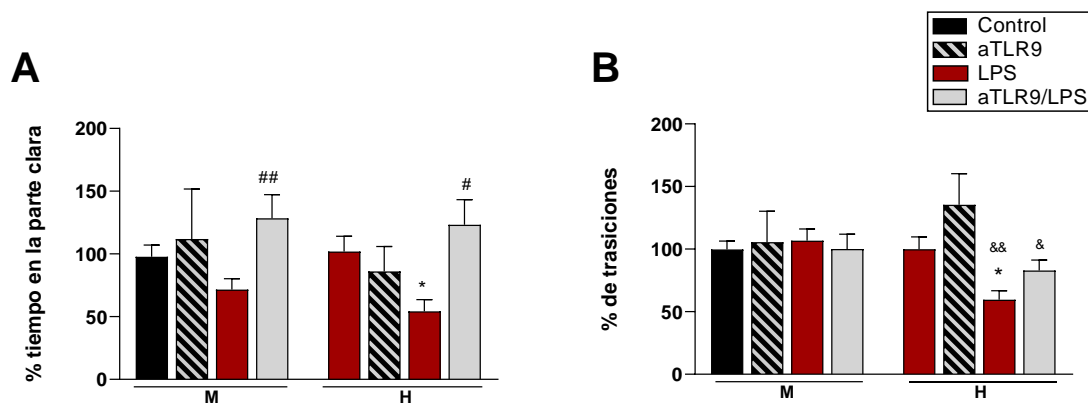 Control
aTLR9
LPS
aTLR9/LPS
A
% tiempo en la parte clara
200
150
100
50
0
##
#
*
M
H
B
% de trasiciones
200
150
100
50
0
&&
*
&
M
H